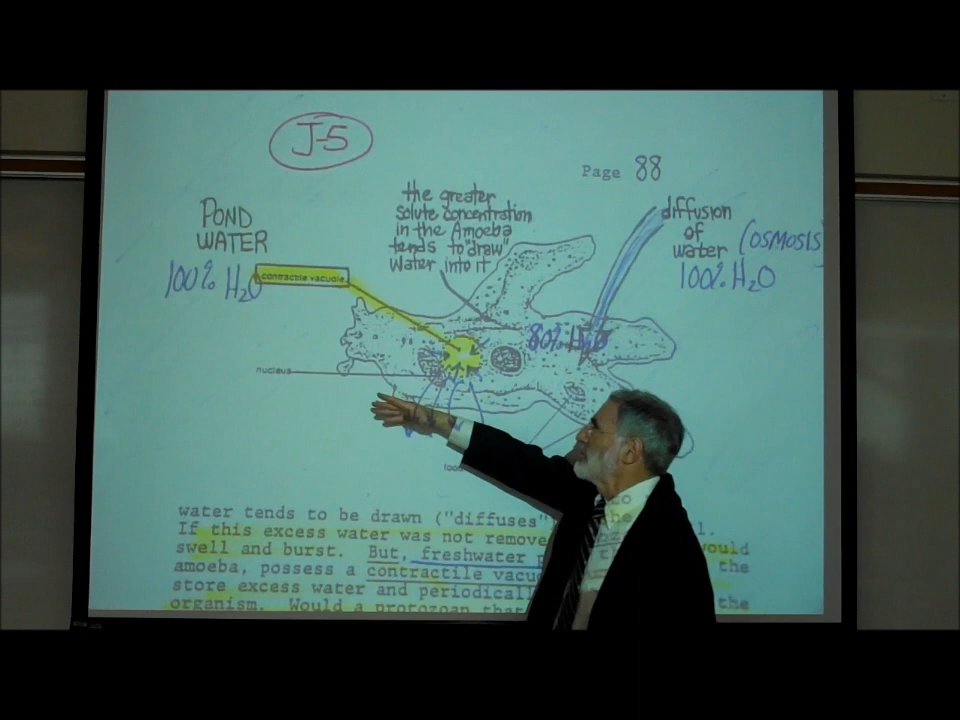 J-5
Page 88
the greater
solute concentration
in the Amoeba
tends to "draw"
water into it
POND
WATER
100% H2O
contractile vacuole
diffusion
of
water (OSMOSIS
100% H2O
80% H2O
nucleus
water tends to be drawn ("diffuses")
If this excess water was not remove would
swell and burst. But, freshwater p
amoeba, possess a contractile vacuo the
store excess water and periodicall
organism. Would a protozoan that the